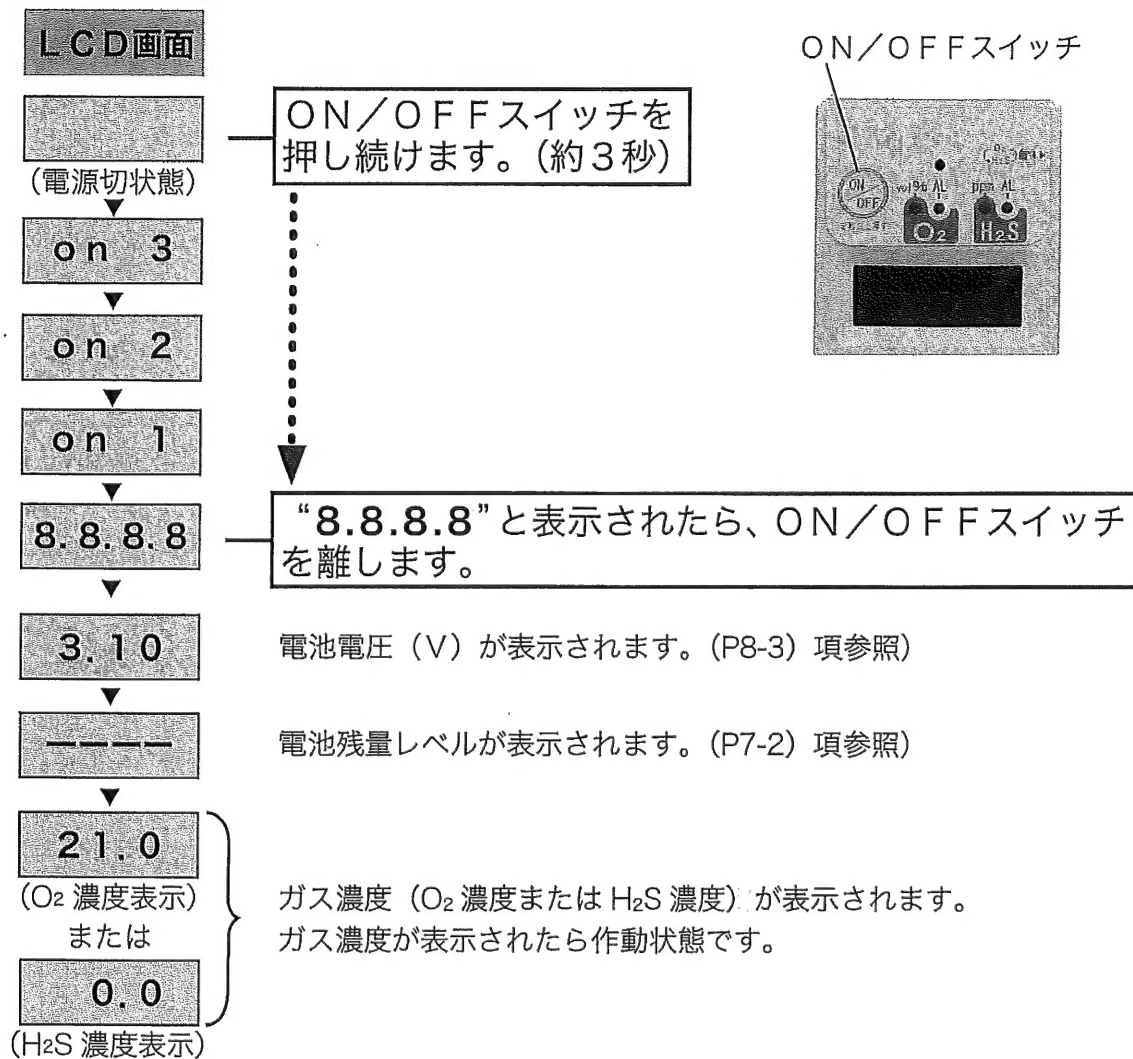 LCD画面
ON/OFFスイッチ
ON/OFFスイッチを
押し続けます。(約3秒)
(電源切状態)
on 3
on 2
on 1
8.8.8.8
“8.8.8.8”と表示されたら、ON/OFFスイッチ
を離します。
3.10
電池電圧(V)が表示されます。(P8-3)項参照)
----
電池残量レベルが表示されます。(P7-2)項参照)
21.0
(O₂ 濃度表示)
または
0.0
(H₂S 濃度表示)
ガス濃度(O₂ 濃度または H₂S 濃度)が表示されます。
ガス濃度が表示されたら作動状態です。
ON/OFF
vol% AL
ppm AL
O₂
H₂S